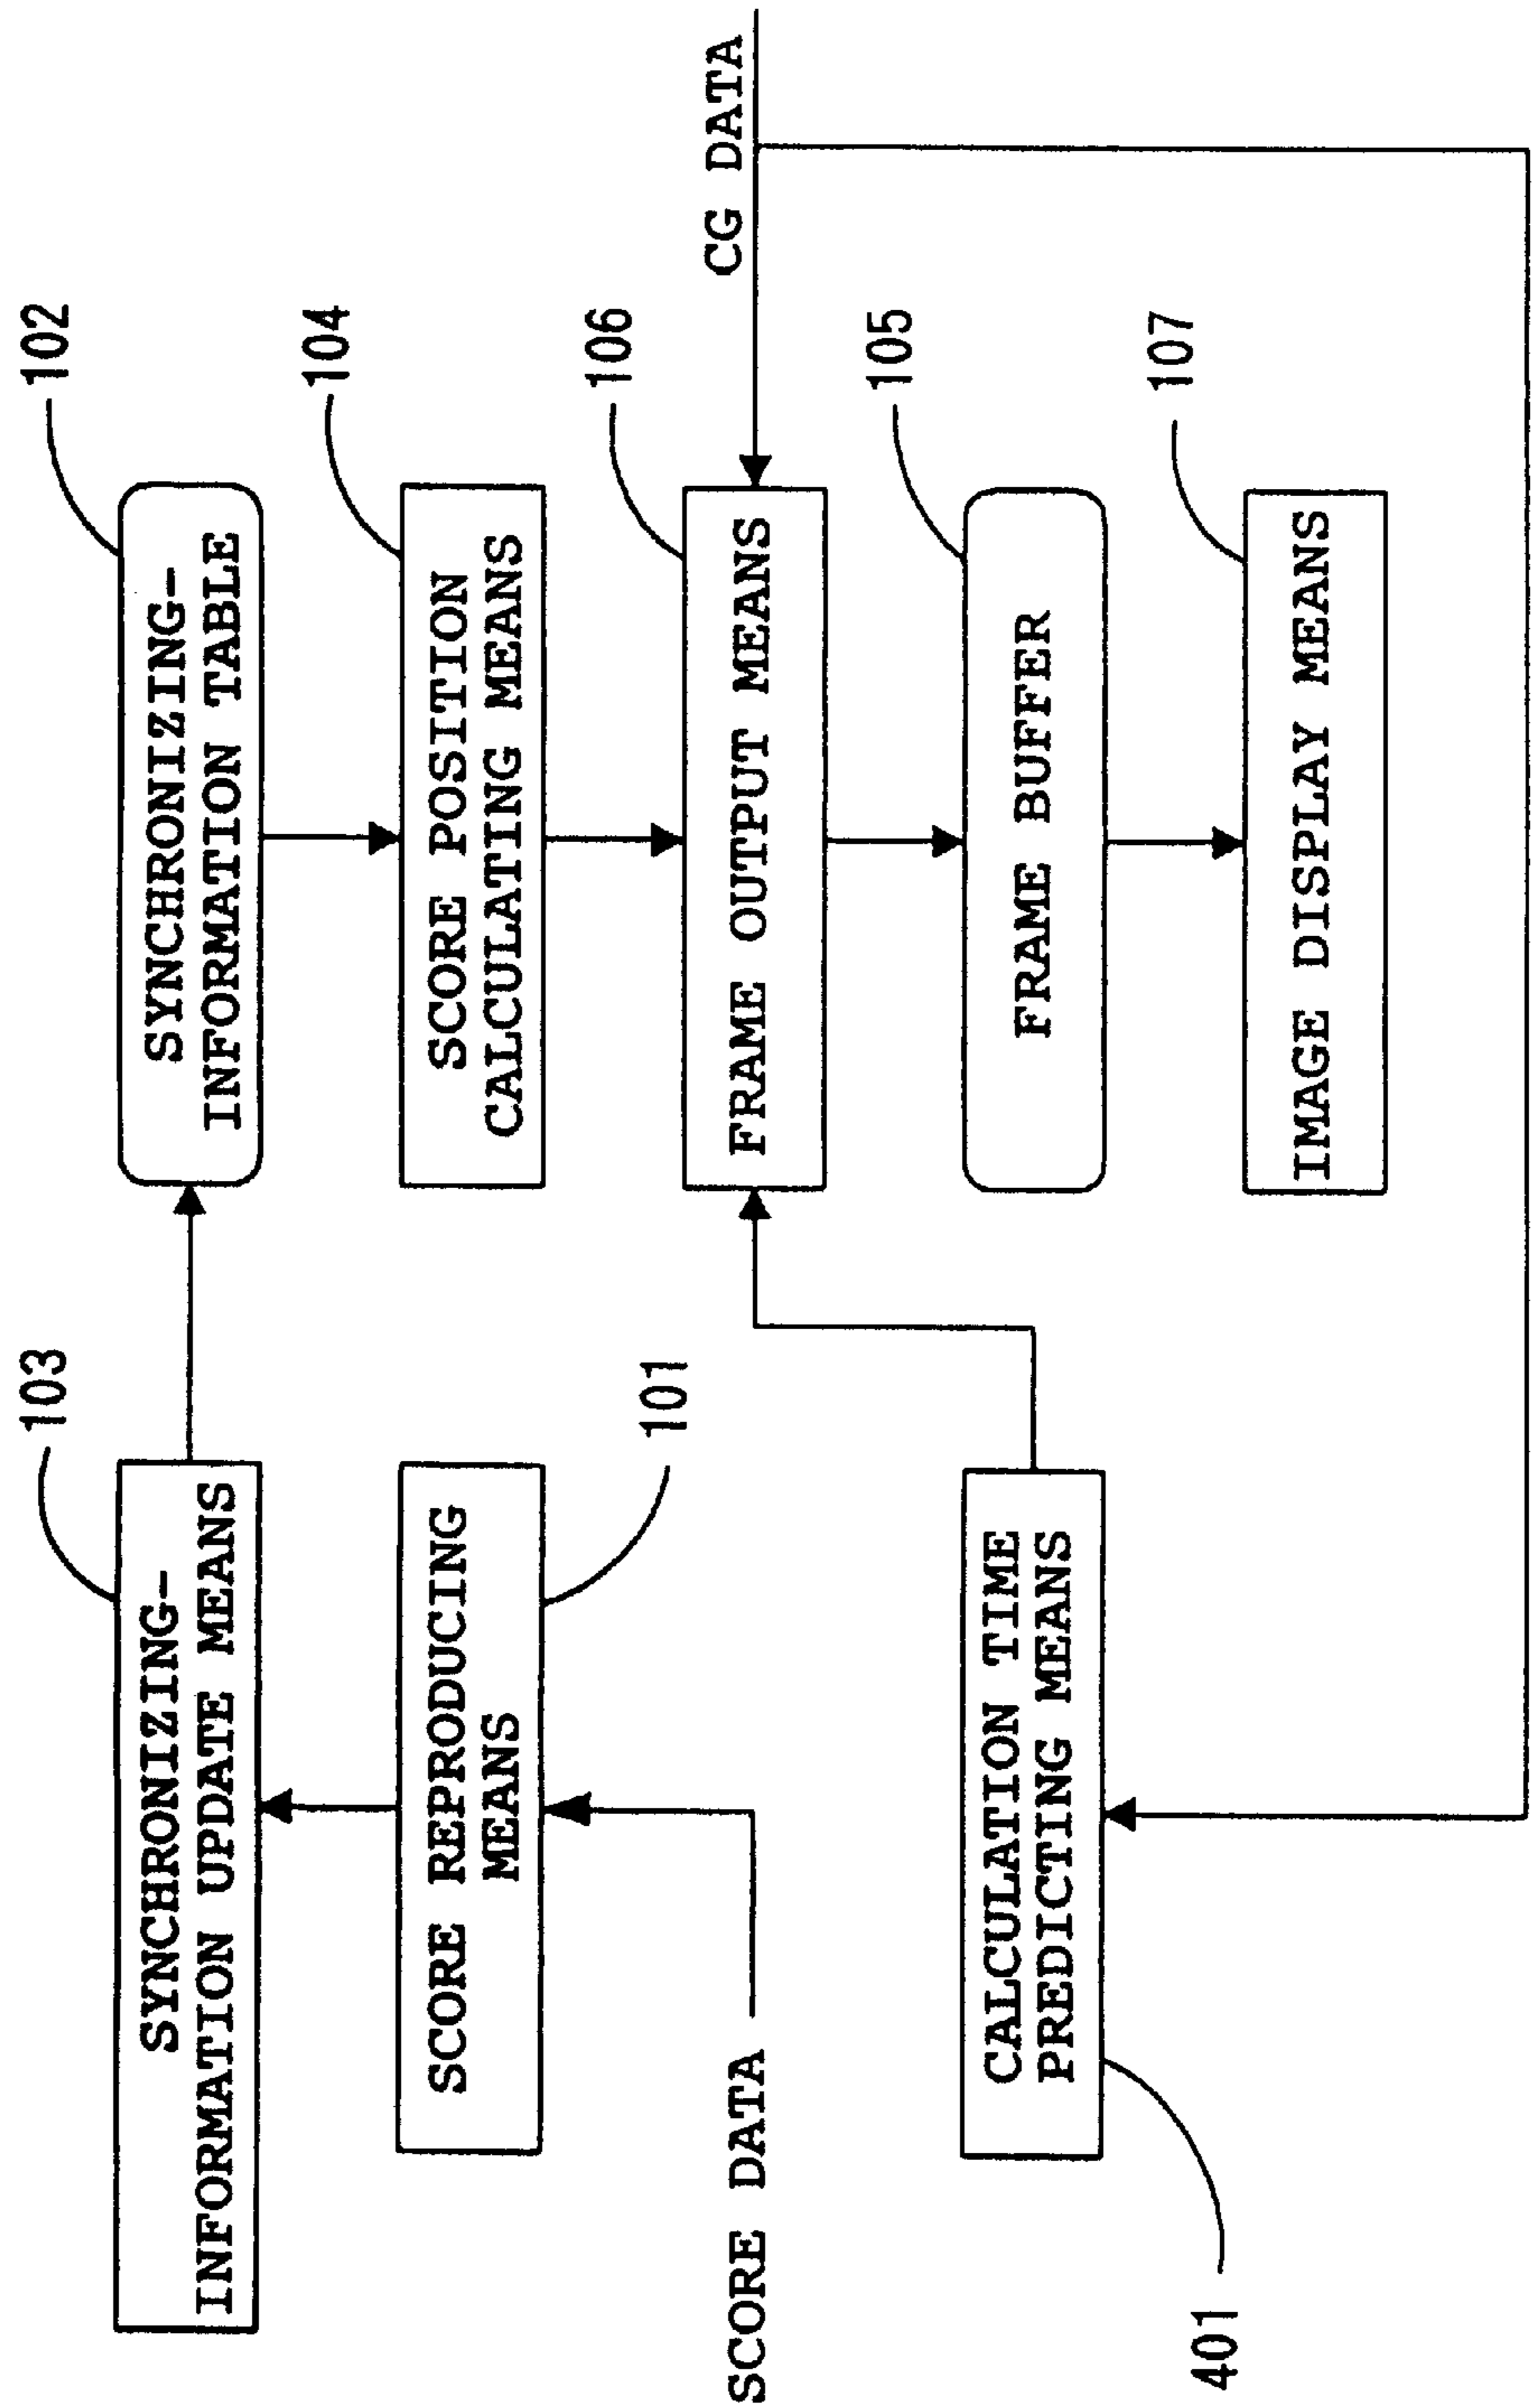 103
SYNCHRONIZING-
INFORMATION UPDATE MEANS
102
SYNCHRONIZING-
INFORMATION TABLE
101
SCORE REPRODUCING
MEANS
104
SCORE POSITION
CALCULATING MEANS
SCORE DATA
106
FRAME OUTPUT MEANS
CG DATA
401
CALCULATION TIME
PREDICTING MEANS
105
FRAME BUFFER
107
IMAGE DISPLAY MEANS